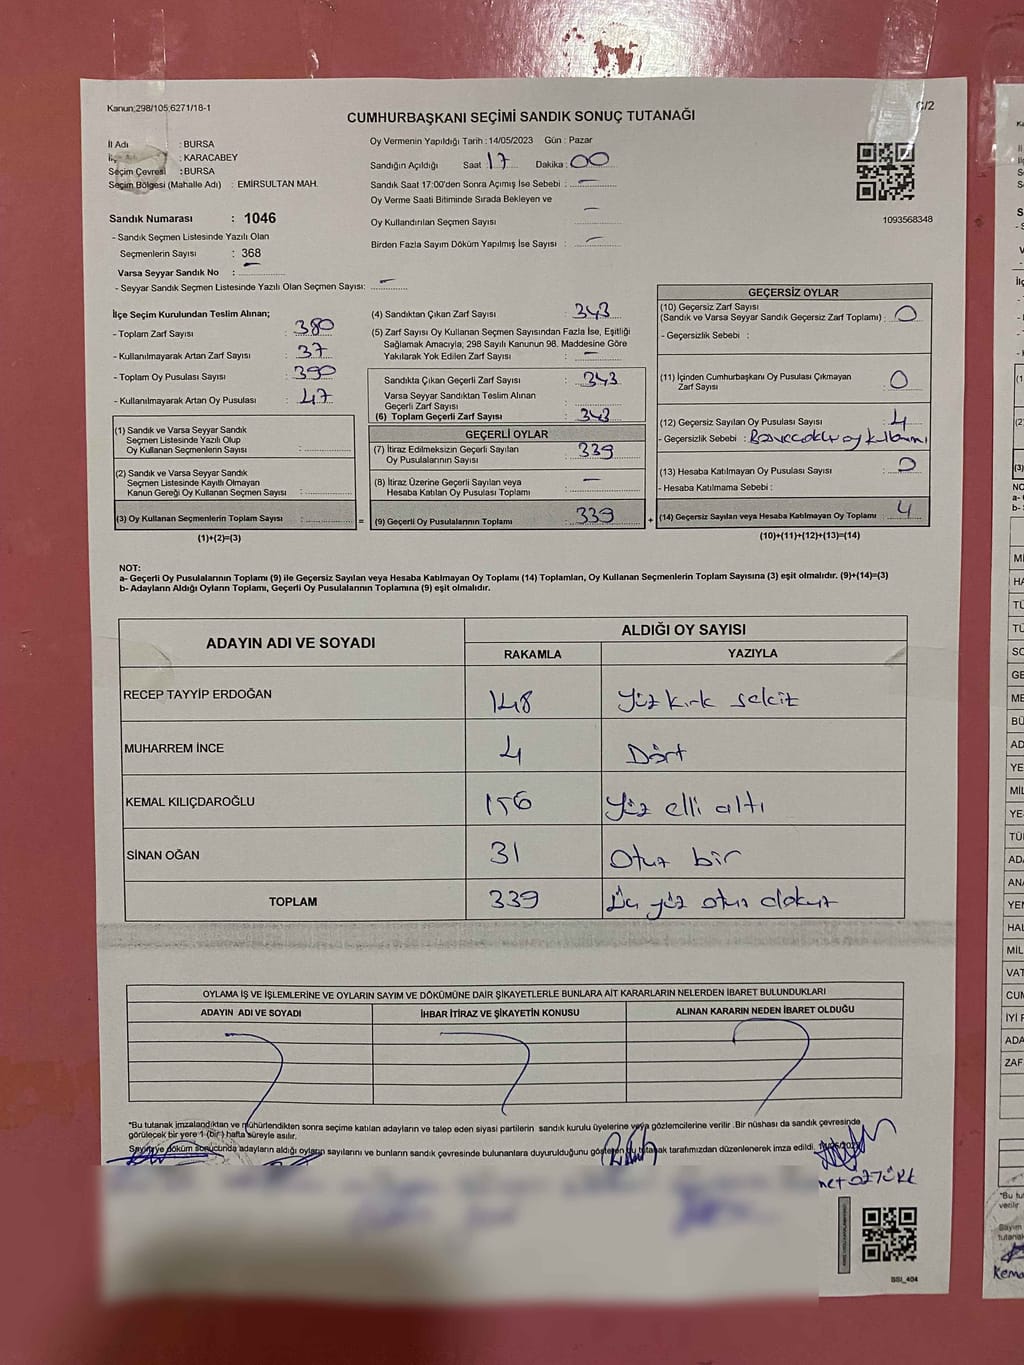 Kanun;298/105;6271/18-1
C/2
CUMHURBAŞKANI SEÇİMİ SANDIK SONUÇ TUTANAĞI
İl Adı : BURSA
: KARACABEY
Seçim Çevresi : BURSA
Seçim Bölgesi (Mahalle Adı) : EMİRSULTAN MAH.
Sandık Numarası : 1046
- Sandık Seçmen Listesinde Yazılı Olan
Seçmenlerin Sayısı : 368
Varsa Seyyar Sandık No : —
- Seyyar Sandık Seçmen Listesinde Yazılı Olan Seçmen Sayısı: —
Oy Vermenin Yapıldığı Tarih : 14/05/2023 Gün : Pazar
Sandığın Açıldığı Saat 17 Dakika : 00
Sandık Saat 17:00'den Sonra Açımış İse Sebebi : —
Oy Verme Saati Bitiminde Sırada Bekleyen ve
Oy Kullandırılan Seçmen Sayısı —
Birden Fazla Sayım Döküm Yapılmış İse Sayısı : —
1093568348
İlçe Seçim Kurulundan Teslim Alınan;
- Toplam Zarf Sayısı : 380
- Kullanılmayarak Artan Zarf Sayısı : 37
- Toplam Oy Pusulası Sayısı : 390
- Kullanılmayarak Artan Oy Pusulası : 47
(1) Sandık ve Varsa Seyyar Sandık
Seçmen Listesinde Yazılı Olup
Oy Kullanan Seçmenlerin Sayısı :
(2) Sandık ve Varsa Seyyar Sandık
Seçmen Listesinde Kayıtlı Olmayan
Kanun Gereği Oy Kullanan Seçmen Sayısı :
(3) Oy Kullanan Seçmenlerin Toplam Sayısı : =
(1)+(2)=(3)
(4) Sandıktan Çıkan Zarf Sayısı : 343
(5) Zarf Sayısı Oy Kullanan Seçmen Sayısından Fazla İse, Eşitliği
Sağlamak Amacıyla; 298 Sayılı Kanunun 98. Maddesine Göre
Yakılarak Yok Edilen Zarf Sayısı : —
Sandıkta Çıkan Geçerli Zarf Sayısı : 343
Varsa Seyyar Sandıktan Teslim Alınan
Geçerli Zarf Sayısı :
(6) Toplam Geçerli Zarf Sayısı : 343
GEÇERLİ OYLAR
(7) İtiraz Edilmeksizin Geçerli Sayılan
Oy Pusulalarının Sayısı : 339
(8) İtiraz Üzerine Geçerli Sayılan veya
Hesaba Katılan Oy Pusulası Toplamı : —
(9) Geçerli Oy Pusulalarının Toplamı : 339 +
GEÇERSİZ OYLAR
(10) Geçersiz Zarf Sayısı
(Sandık ve Varsa Seyyar Sandık Geçersiz Zarf Toplamı) : 0
- Geçersizlik Sebebi :
(11) İçinden Cumhurbaşkanı Oy Pusulası Çıkmayan
Zarf Sayısı : 0
(12) Geçersiz Sayılan Oy Pusulası Sayısı : 4
- Geçersizlik Sebebi : oy
(13) Hesaba Katılmayan Oy Pusulası Sayısı : 0
- Hesaba Katılmama Sebebi :
(14) Geçersiz Sayılan veya Hesaba Katılmayan Oy Toplamı : 4
(10)+(11)+(12)+(13)=(14)
NOT:
a- Geçerli Oy Pusulalarının Toplamı (9) ile Geçersiz Sayılan veya Hesaba Katılmayan Oy Toplamı (14) Toplamları, Oy Kullanan Seçmenlerin Toplam Sayısına (3) eşit olmalıdır. (9)+(14)=(3)
b- Adayların Aldığı Oyların Toplamı, Geçerli Oy Pusulalarının Toplamına (9) eşit olmalıdır.
ADAYIN ADI VE SOYADI ALDIĞI OY SAYISI
RAKAMLA YAZIYLA
RECEP TAYYİP ERDOĞAN 148 Yüz kırk sekiz
MUHARREM İNCE 4 Dört
KEMAL KILIÇDAROĞLU 156 Yüz elli altı
SİNAN OĞAN 31 Otuz bir
TOPLAM 339 Üç yüz otuz dokuz
OYLAMA İŞ VE İŞLEMLERİNE VE OYLARIN SAYIM VE DÖKÜMÜNE DAİR ŞİKAYETLERLE BUNLARA AİT KARARLARIN NELERDEN İBARET BULUNDUKLARI
ADAYIN ADI VE SOYADI İHBAR İTİRAZ VE ŞİKAYETİN KONUSU ALINAN KARARIN NEDEN İBARET OLDUĞU
*Bu tutanak imzalandıktan ve mühürlendikten sonra seçime katılan adayların ve talep eden siyasi partilerin sandık kurulu üyelerine veya gözlemcilerine verilir .Bir nüshası da sandık çevresinde
görülecek bir yere 1 (bir) hafta süreyle asılır.
Sayım ve döküm sonucunda adayların aldığı oyların sayılarını ve bunların sandık çevresinde bulunanlara duyurulduğunu gösteren bu tutanak tarafımızdan düzenlenerek imza edildi.
met ÖZTÜRK
BSI_404